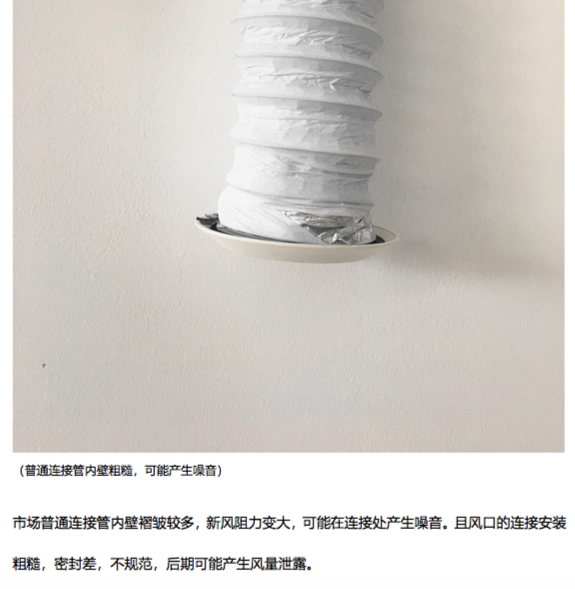 （普通连接管内壁粗糙，可能产生噪音）
市场普通连接管内壁褶皱较多，新风阻力变大，可能在连接处产生噪音。且风口的连接安装
粗糙，密封差，不规范，后期可能产生风量泄露。